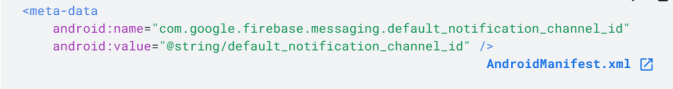 <meta-data
android:name="com.google.firebase.messaging.default_notification_channel_id"
android:value="@string/default_notification_channel_id" />
AndroidManifest.xml